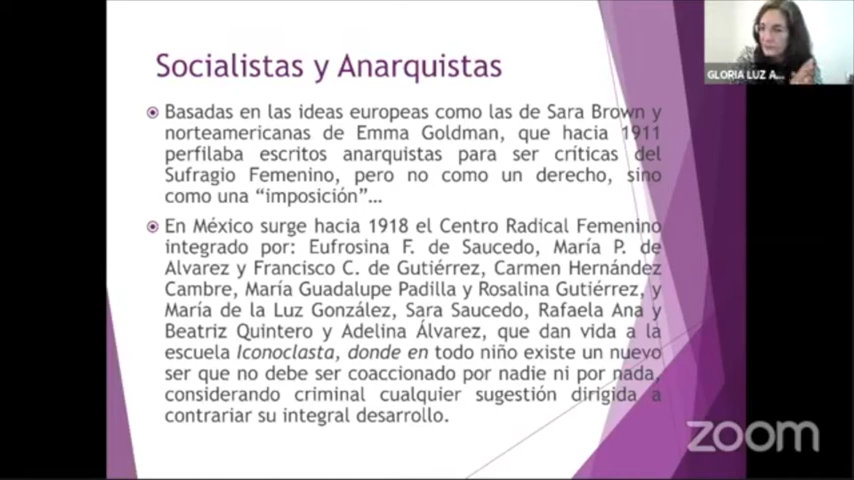 Socialistas y Anarquistas
Basadas en las ideas europeas como las de Sara Brown y
norteamericanas de Emma Goldman, que hacia 1911
perfilaba escritos anarquistas para ser críticas del
Sufragio Femenino, pero no como un derecho, sino
como una “imposición”…
En México surge hacia 1918 el Centro Radical Femenino
integrado por: Eufrosina F. de Saucedo, María P. de
Alvarez y Francisco C. de Gutiérrez, Carmen Hernández
Cambre, María Guadalupe Padilla y Rosalina Gutiérrez, y
María de la Luz González, Sara Saucedo, Rafaela Ana y
Beatriz Quintero y Adelina Álvarez, que dan vida a la
escuela Iconoclasta, donde en todo niño existe un nuevo
ser que no debe ser coaccionado por nadie ni por nada,
considerando criminal cualquier sugestión dirigida a
contrariar su integral desarrollo.
GLORIA LUZ A...
zoom